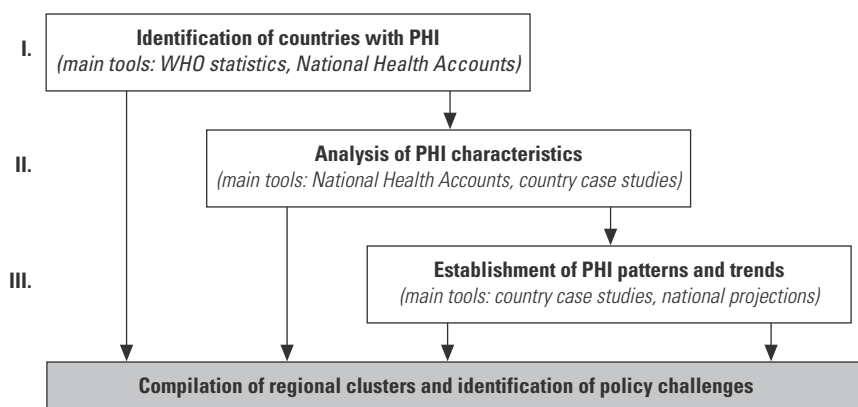 I.
Identification of countries with PHI
(main tools: WHO statistics, National Health Accounts)
II.
Analysis of PHI characteristics
(main tools: National Health Accounts, country case studies)
III.
Establishment of PHI patterns and trends
(main tools: country case studies, national projections)
Compilation of regional clusters and identification of policy challenges